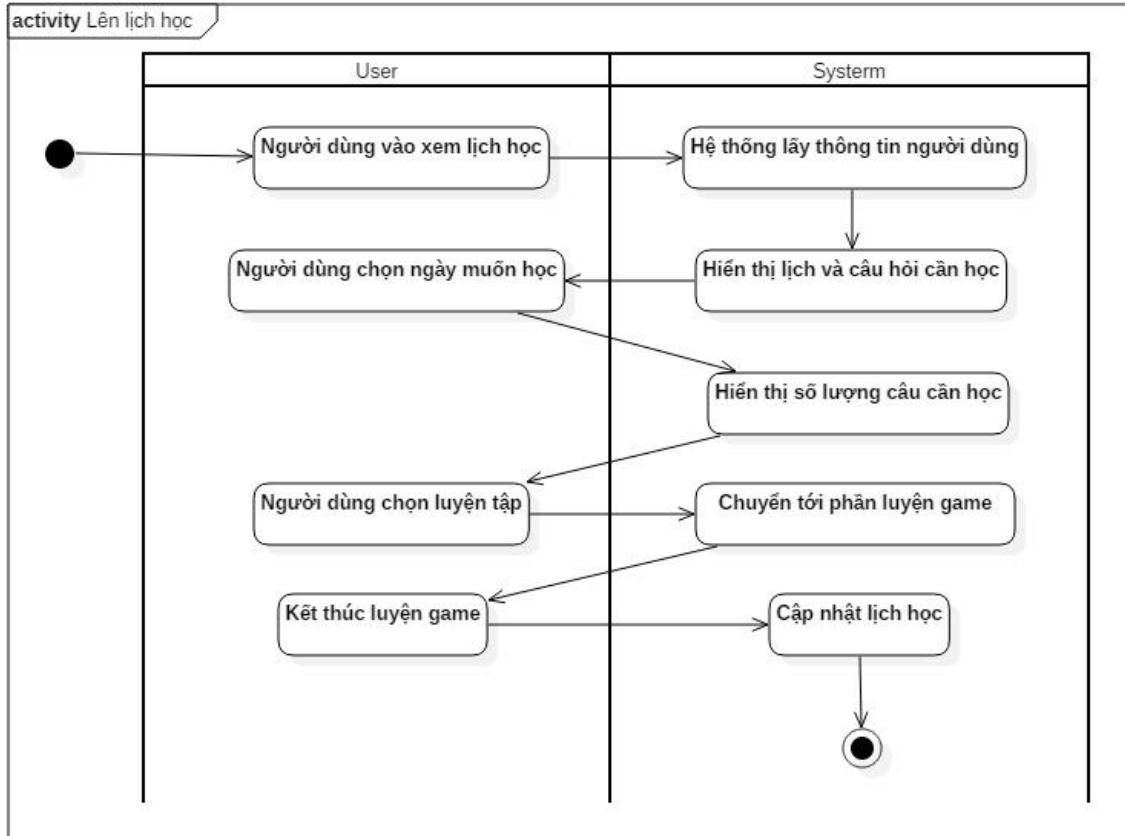 activity Lên lịch học
User
Systerm
Người dùng vào xem lịch học
Hệ thống lấy thông tin người dùng
Người dùng chọn ngày muốn học
Hiển thị lịch và câu hỏi cần học
Hiển thị số lượng câu cần học
Người dùng chọn luyện tập
Chuyển tới phần luyện game
Kết thúc luyện game
Cập nhật lịch học